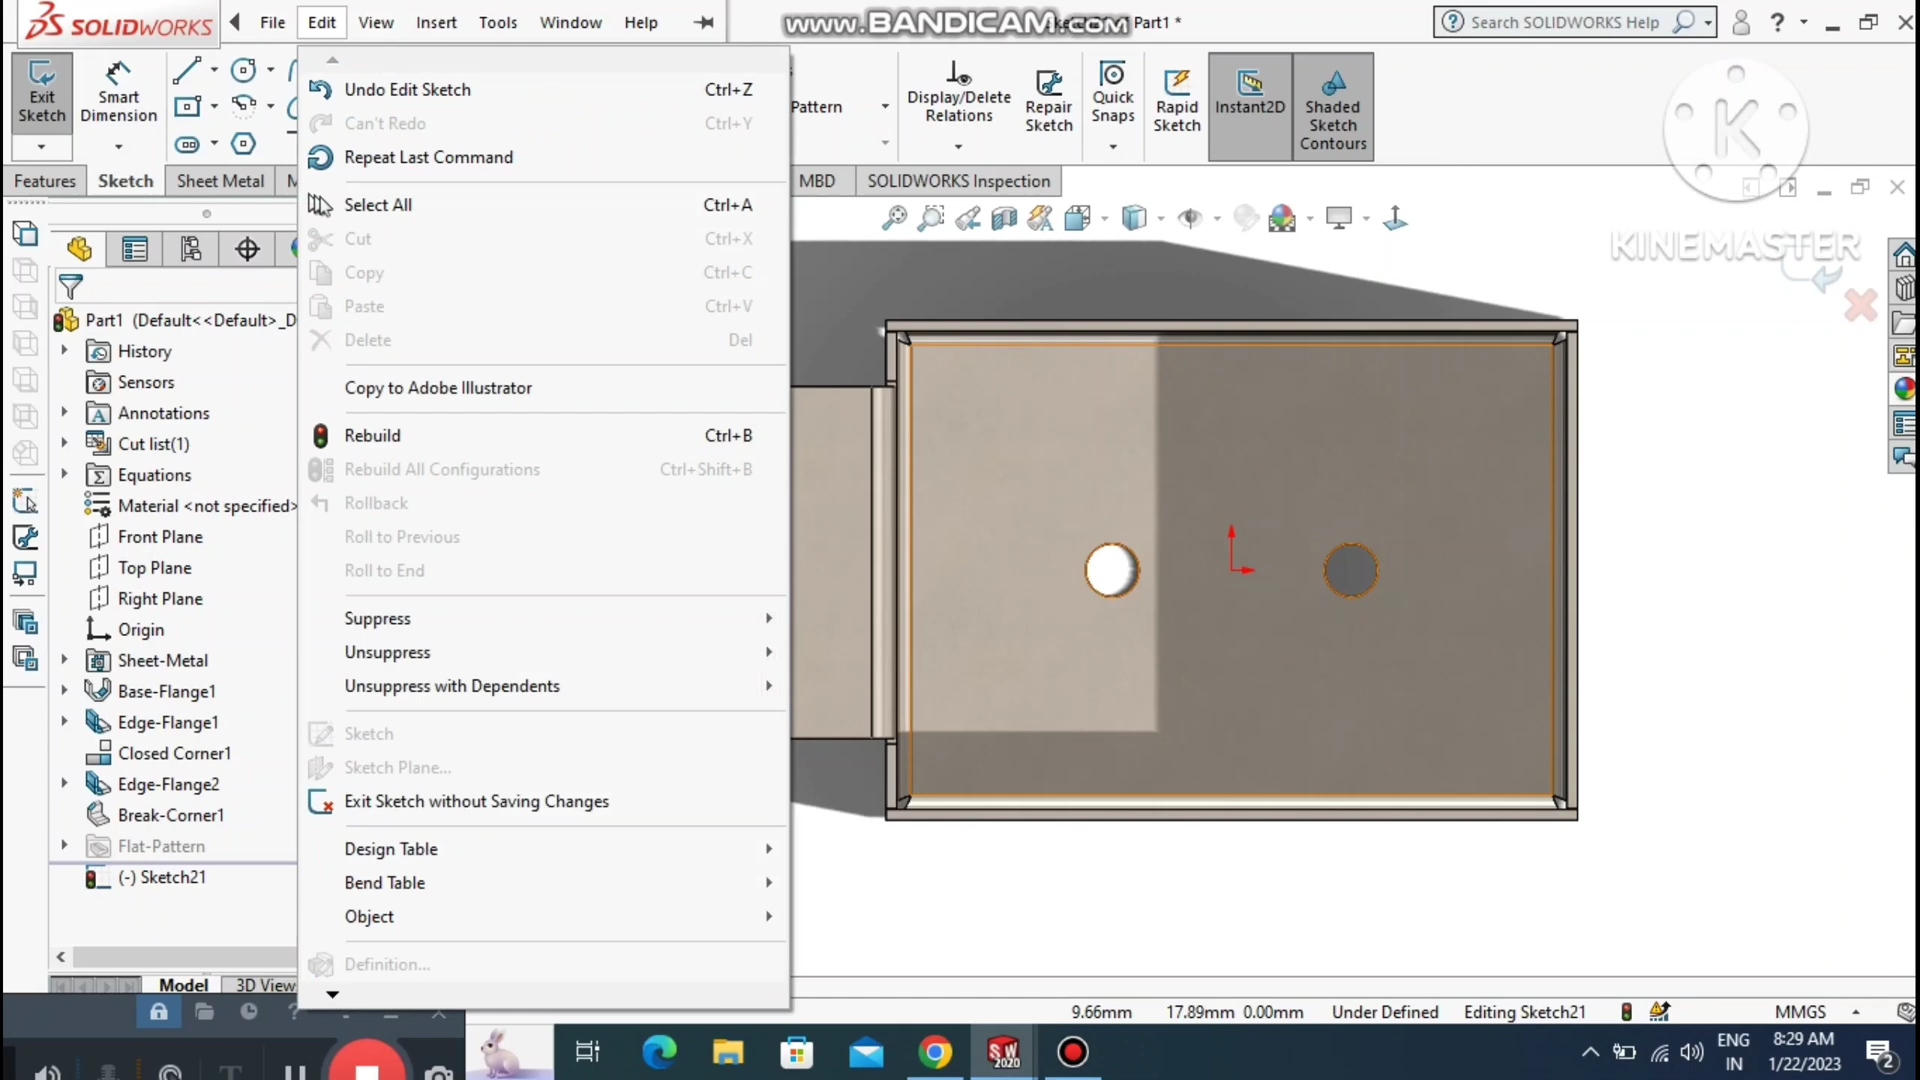 SOLIDWORKS File Edit View Insert Tools Window Help www.BANDICAM.com Part1 * Search SOLIDWORKS Help
Exit Sketch
Smart Dimension
Pattern
Display/Delete Relations
Repair Sketch
Quick Snaps
Rapid Sketch
Instant2D
Shaded Sketch Contours
Features Sketch Sheet Metal M MBD SOLIDWORKS Inspection
K
KINEMASTER
Undo Edit Sketch Ctrl+Z
Can't Redo Ctrl+Y
Repeat Last Command
Select All Ctrl+A
Cut Ctrl+X
Copy Ctrl+C
Paste Ctrl+V
Delete Del
Copy to Adobe Illustrator
Rebuild Ctrl+B
Rebuild All Configurations Ctrl+Shift+B
Rollback
Roll to Previous
Roll to End
Suppress
Unsuppress
Unsuppress with Dependents
Sketch
Sketch Plane...
Exit Sketch without Saving Changes
Design Table
Bend Table
Object
Definition...
Part1 (Default<<Default>_D
History
Sensors
Annotations
Cut list(1)
Equations
Material <not specified>
Front Plane
Top Plane
Right Plane
Origin
Sheet-Metal
Base-Flange1
Edge-Flange1
Closed Corner1
Edge-Flange2
Break-Corner1
Flat-Pattern
(-) Sketch21
Model 3D View
9.66mm 17.89mm 0.00mm Under Defined Editing Sketch21 MMGS
SW 2020
ENG IN
8:29 AM
1/22/2023
2